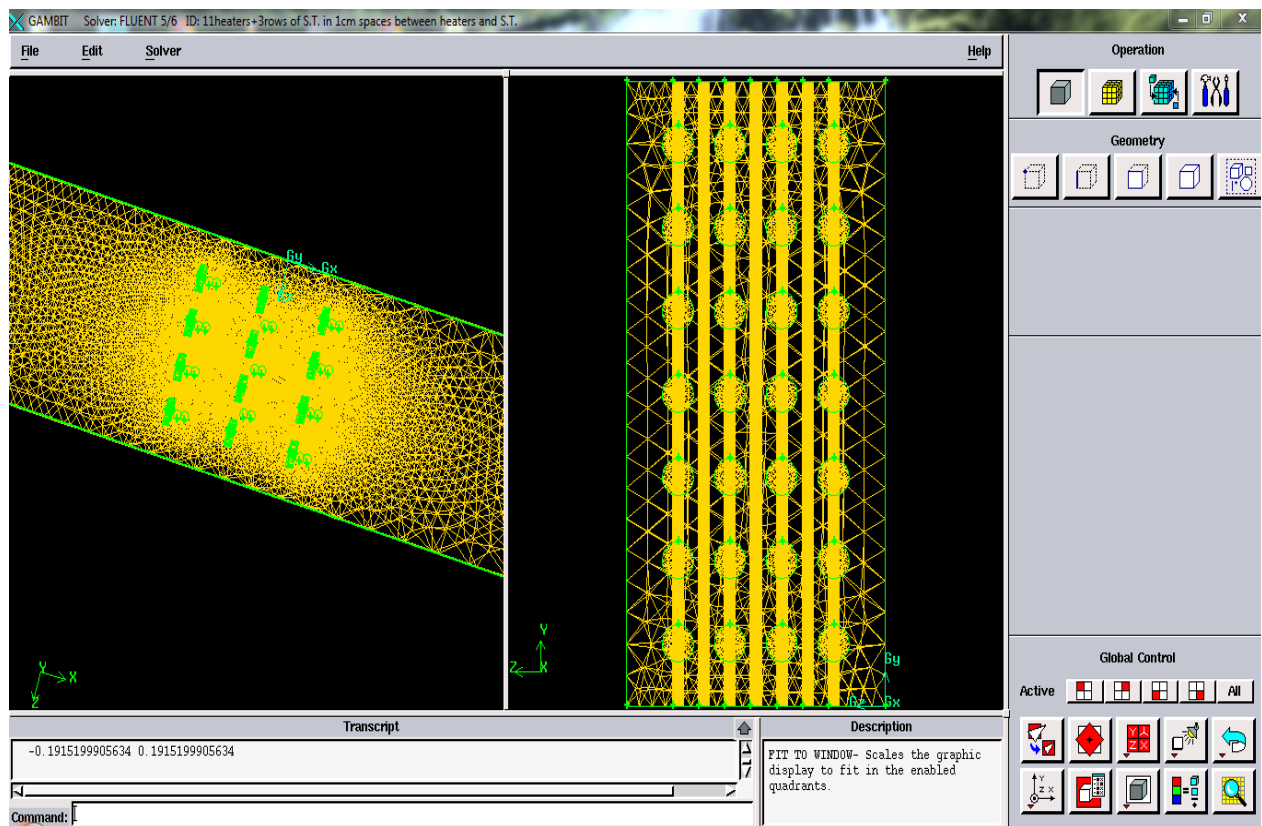 GAMBIT Solver: FLUENT 5/6 ID: 11heaters+3rows of S.T. in 1cm spaces between heaters and S.T.
File Edit Solver Help
Operation
Geometry
Gy
Gx
Y
X
Z
Y
Z
X
Gy
Gz
Gx
Global Control
Active All
Transcript
-0.1915199905634 0.1915199905634
Description
FIT TO WINDOW- Scales the graphic
display to fit in the enabled
quadrants.
Command: